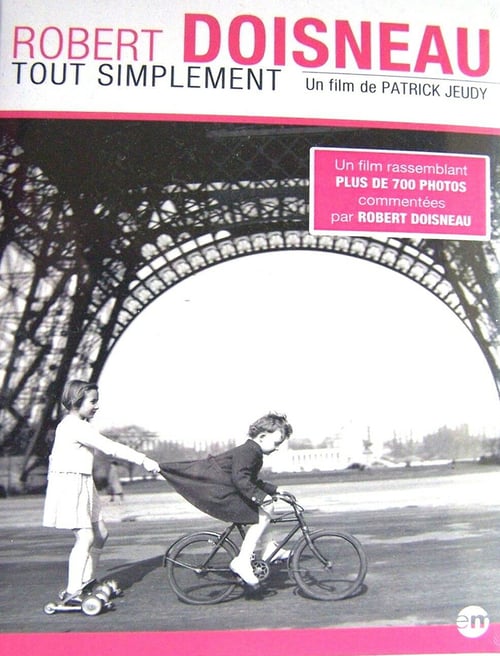 ROBERT DOISNEAU
TOUT SIMPLEMENT
Un film de PATRICK JEUDY
Un film rassemblant
PLUS DE 700 PHOTOS
commentées
par ROBERT DOISNEAU
em